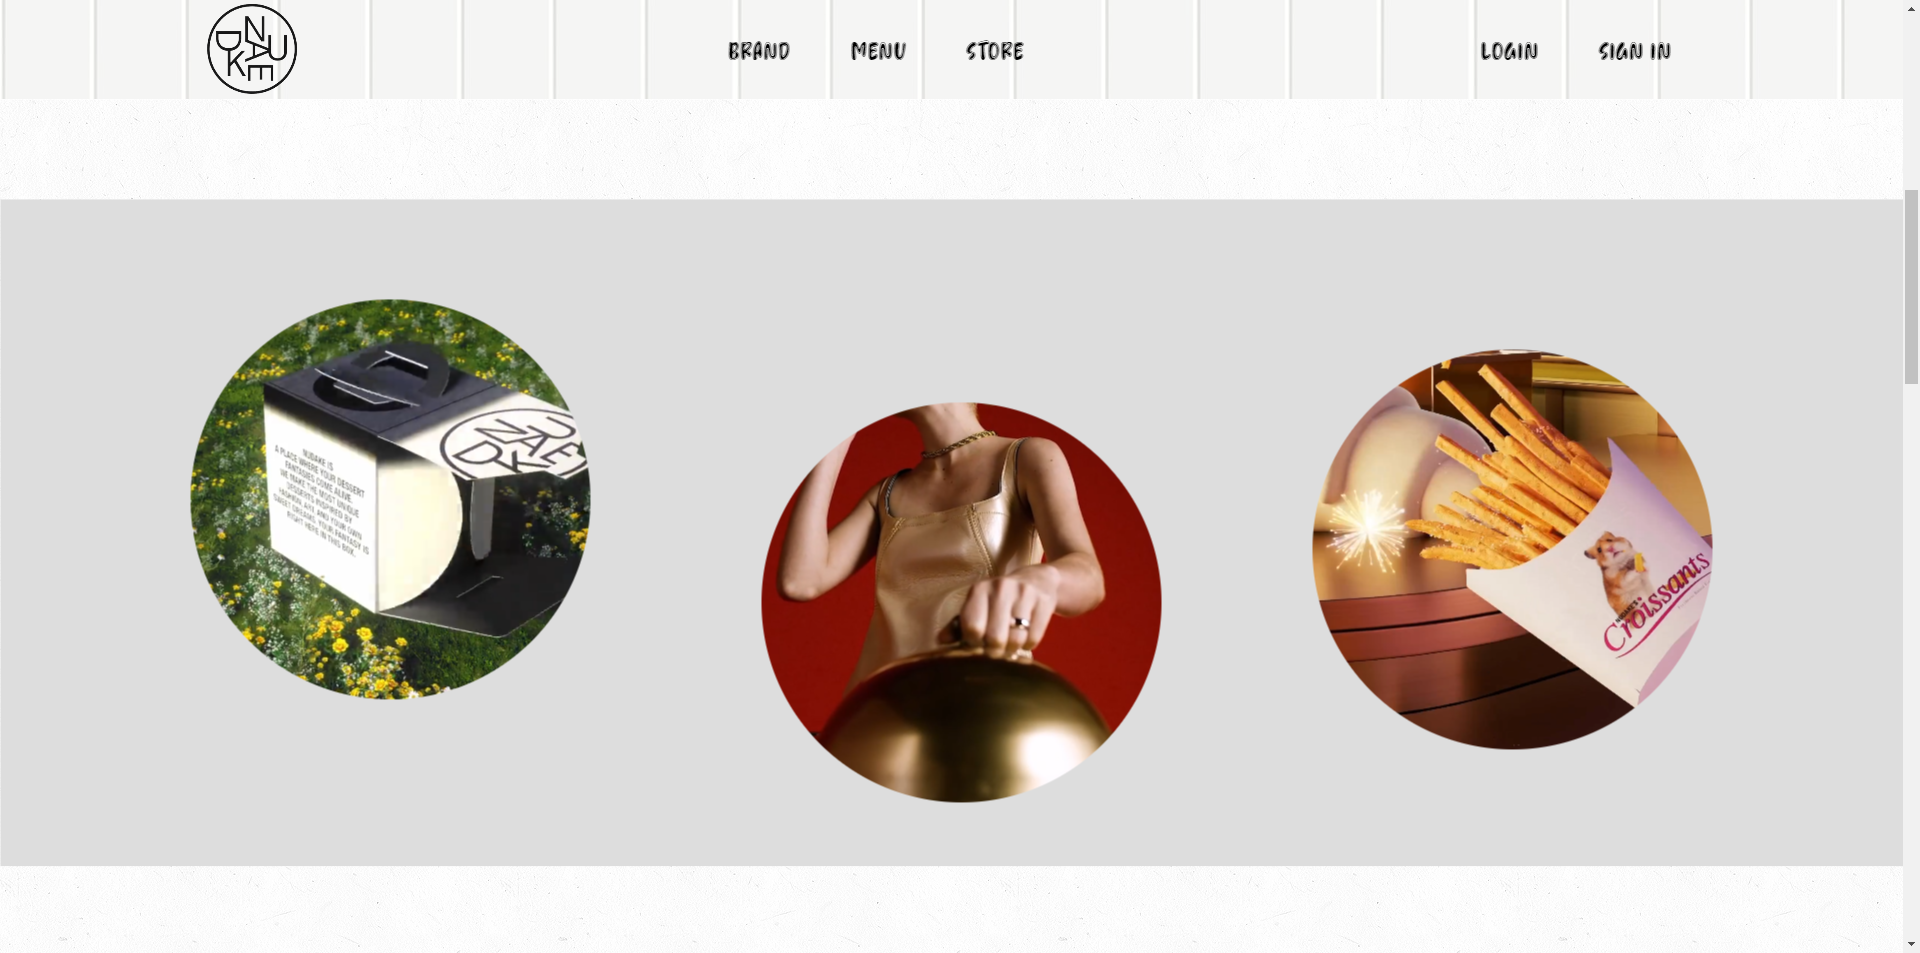 NUDAKE
BRAND
MENU
STORE
LOGIN
SIGN IN
NUDAKE IS
A PLACE WHERE YOUR DESSERT
FANTASIES COME ALIVE.
WE MAKE THE MOST UNIQUE
DESSERTS INSPIRED BY
FASHION, ART, AND YOUR OWN
SWEET DREAMS. YOUR FANTASY IS
RIGHT HERE IN THIS BOX.
NUDAKE
Croissants